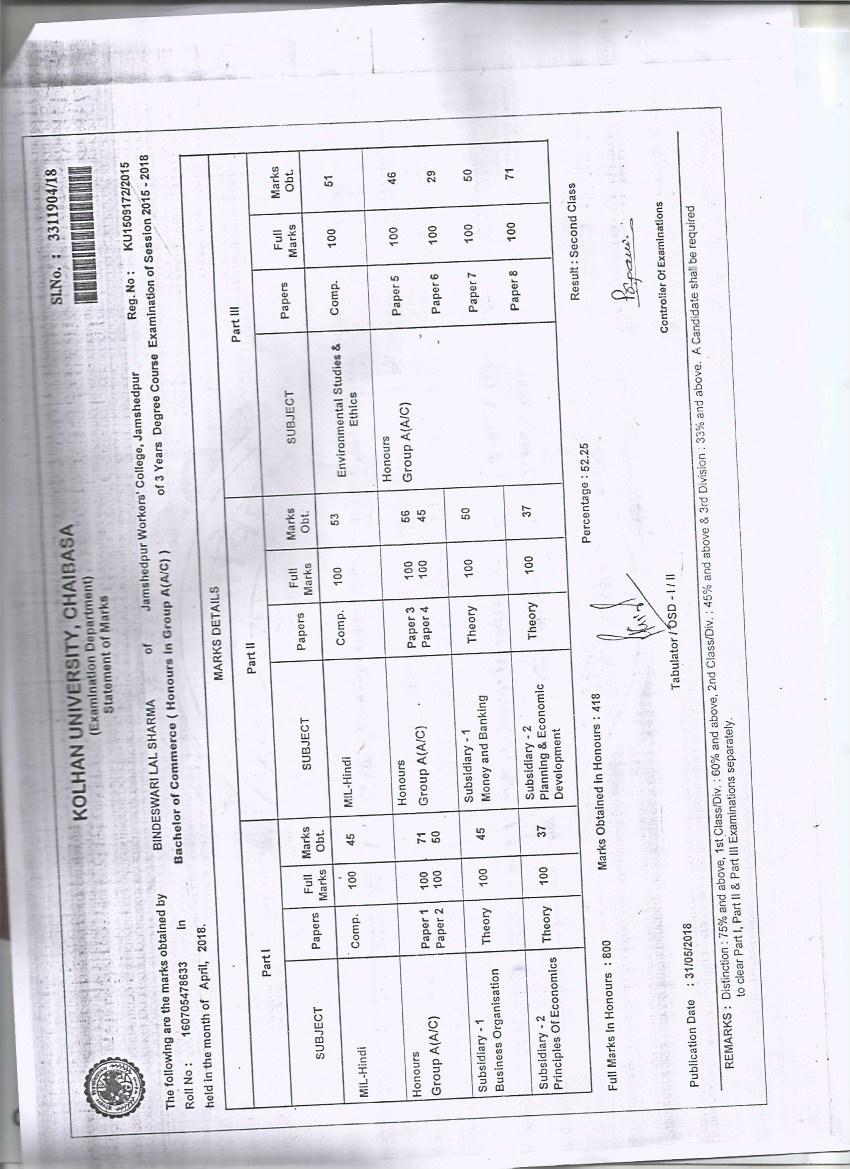 Sl.No. : 3311904/18
KOLHAN UNIVERSITY, CHAIBASA
(Examination Department)
Statement of Marks
Reg. No : KU1509172/2015
The following are the marks obtained by BINDESWARI LAL SHARMA of Jamshedpur Workers' College, Jamshedpur
Roll No : 160705478633 in Bachelor of Commerce ( Honours In Group A(A/C) ) of 3 Years Degree Course Examination of Session 2015 - 2018
held in the month of April, 2018.
MARKS DETAILS
Part I Part II Part III
SUBJECT Papers Full Marks Marks Obt. SUBJECT Papers Full Marks Marks Obt. SUBJECT Papers Full Marks Marks Obt.
MIL-Hindi Comp. 100 45 MIL-Hindi Comp. 100 53 Environmental Studies & Ethics Comp. 100 51
Honours Paper 1 100 71 Honours Paper 3 100 56 Honours Paper 5 100 46
Group A(A/C) Paper 2 100 50 Group A(A/C) Paper 4 100 45 Group A(A/C) Paper 6 100 29
Subsidiary - 1 Theory 100 45 Subsidiary - 1 Theory 100 50 Paper 7 100 50
Business Organisation Money and Banking
Subsidiary - 2 Theory 100 37 Subsidiary - 2 Theory 100 37 Paper 8 100 71
Principles Of Economics Planning & Economic Development
Full Marks In Honours : 800 Marks Obtained In Honours : 418 Percentage : 52.25 Result : Second Class
Publication Date : 31/05/2018 Tabulator / OSD - I / II Controller Of Examinations
REMARKS : Distinction : 75% and above, 1st Class/Div. : 60% and above, 2nd Class/Div. : 45% and above & 3rd Division : 33% and above. A Candidate shall be required
to clear Part I, Part II & Part III Examinations separately.